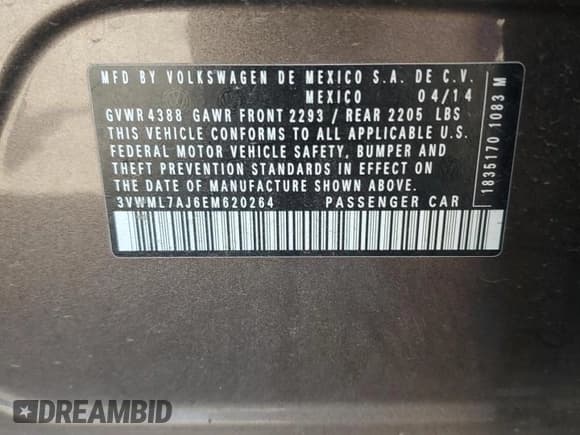 MFD BY VOLKSWAGEN DE MEXICO S.A. DE C.V.
MEXICO 04/14
GVWR 4388 GAWR FRONT 2293 / REAR 2205 LBS
THIS VEHICLE CONFORMS TO ALL APPLICABLE U.S.
FEDERAL MOTOR VEHICLE SAFETY, BUMPER AND
THEFT PREVENTION STANDARDS IN EFFECT ON
THE DATE OF MANUFACTURE SHOWN ABOVE.
3VWML7AJ6EM620264 PASSENGER CAR
1835170 1083 M
DREAMBID